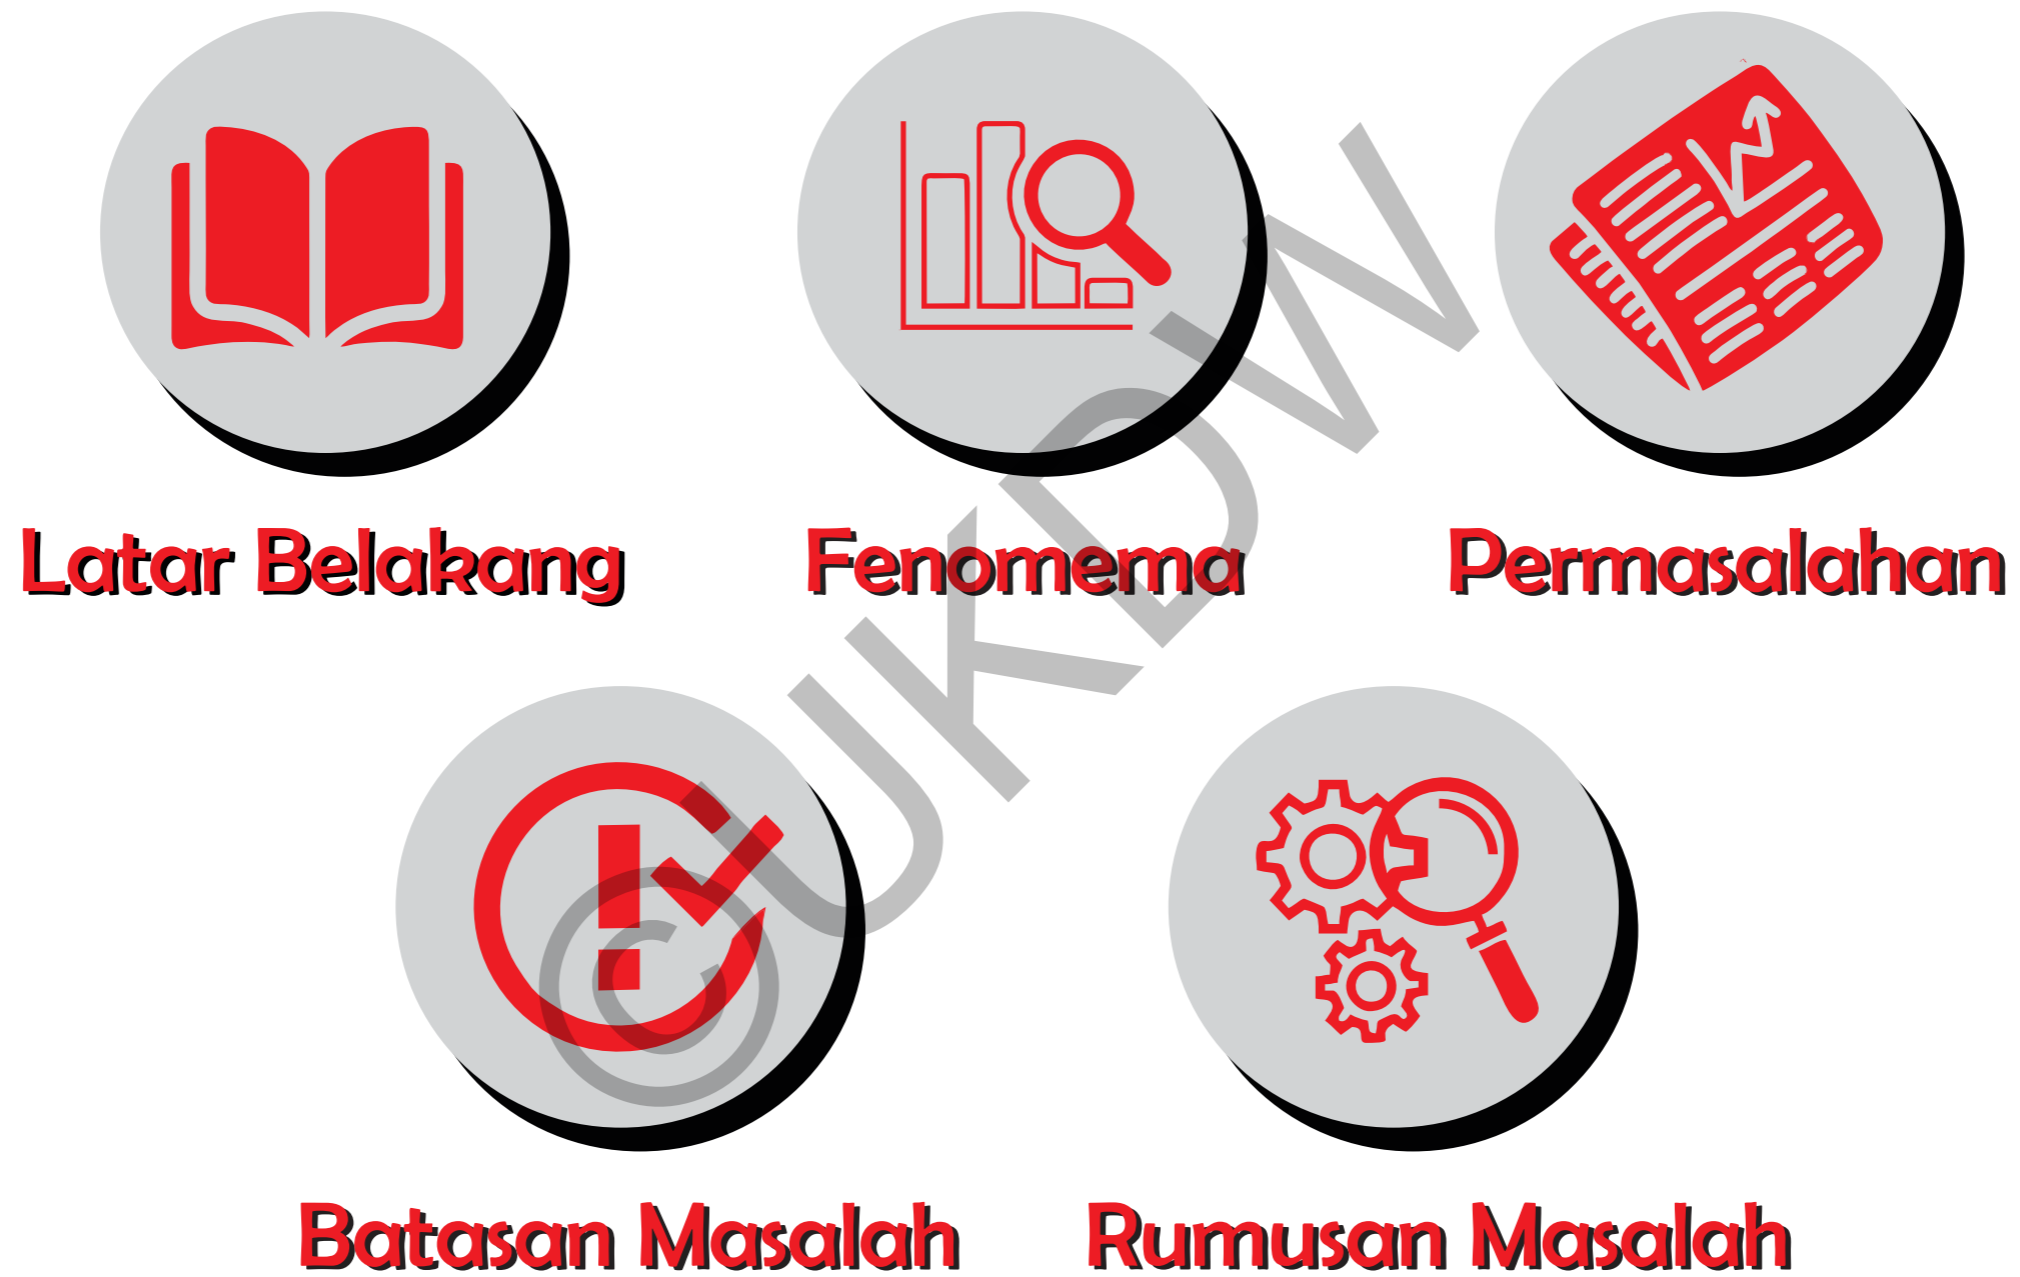 Latar Belakang
Fenomema
Permasalahan
Batasan Masalah
Rumusan Masalah
© UKDW